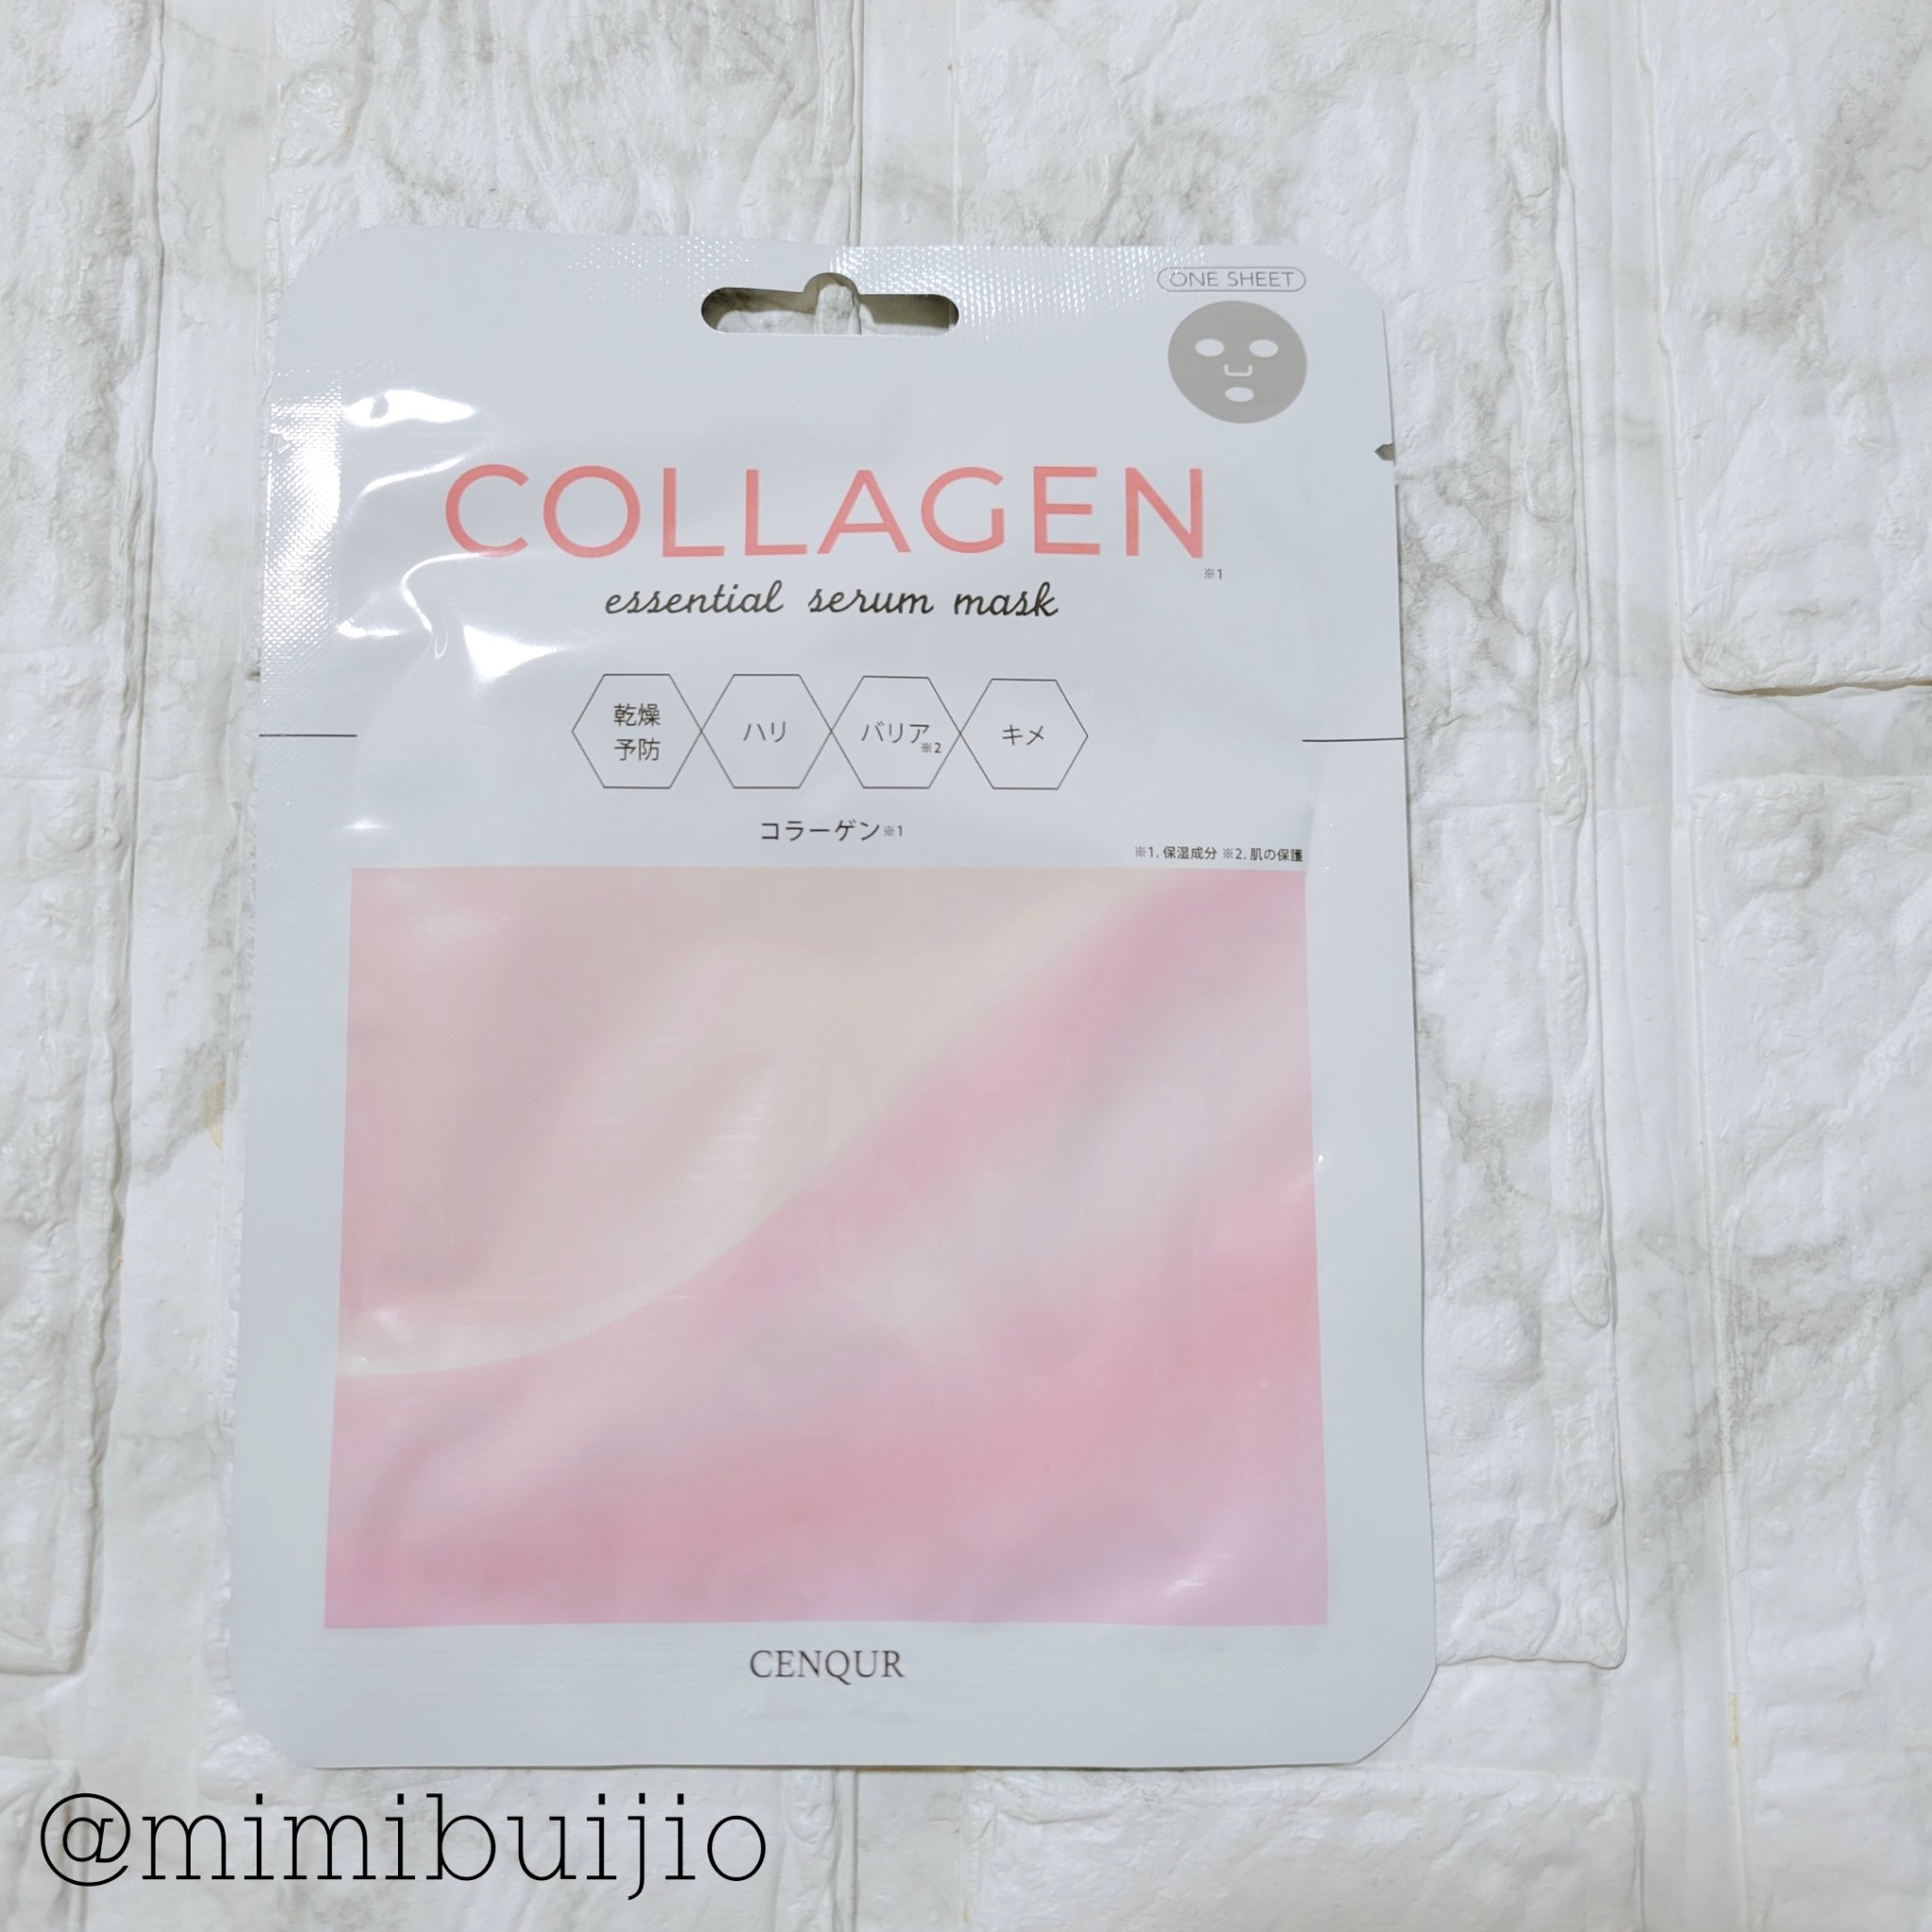 ONE SHEET
COLLAGEN
※1
essential serum mask
乾燥
予防
ハリ
バリア※2
キメ
コラーゲン※1
※1. 保湿成分 ※2. 肌の保護
CENQUR
@mimibuijio